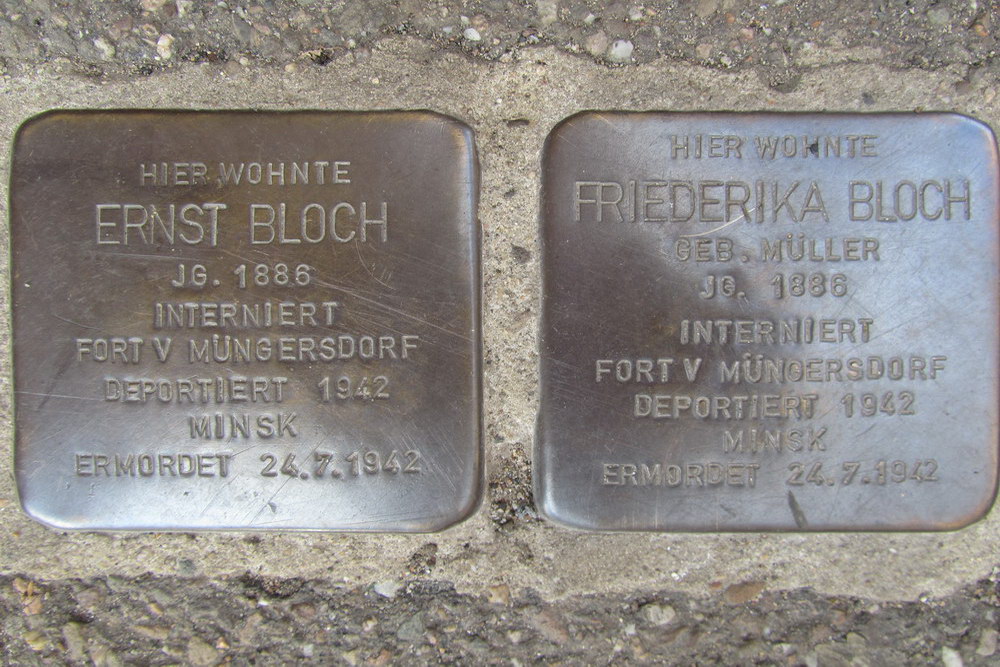 HIER WOHNTE
ERNST BLOCH
JG. 1886
INTERNIERT
FORT V MÜNGERSDORF
DEPORTIERT 1942
MINSK
ERMORDET 24.7.1942
HIER WOHNTE
FRIEDERIKA BLOCH
GEB. MÜLLER
JG. 1886
INTERNIERT
FORT V MÜNGERSDORF
DEPORTIERT 1942
MINSK
ERMORDET 24.7.1942